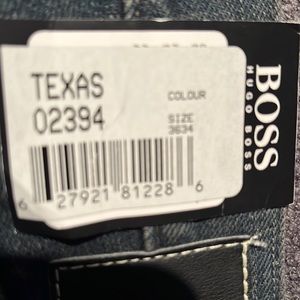 TEXAS
02394
COLOUR
SIZE
3634
6 27921 81228 6
BOSS
HUGO BOSS